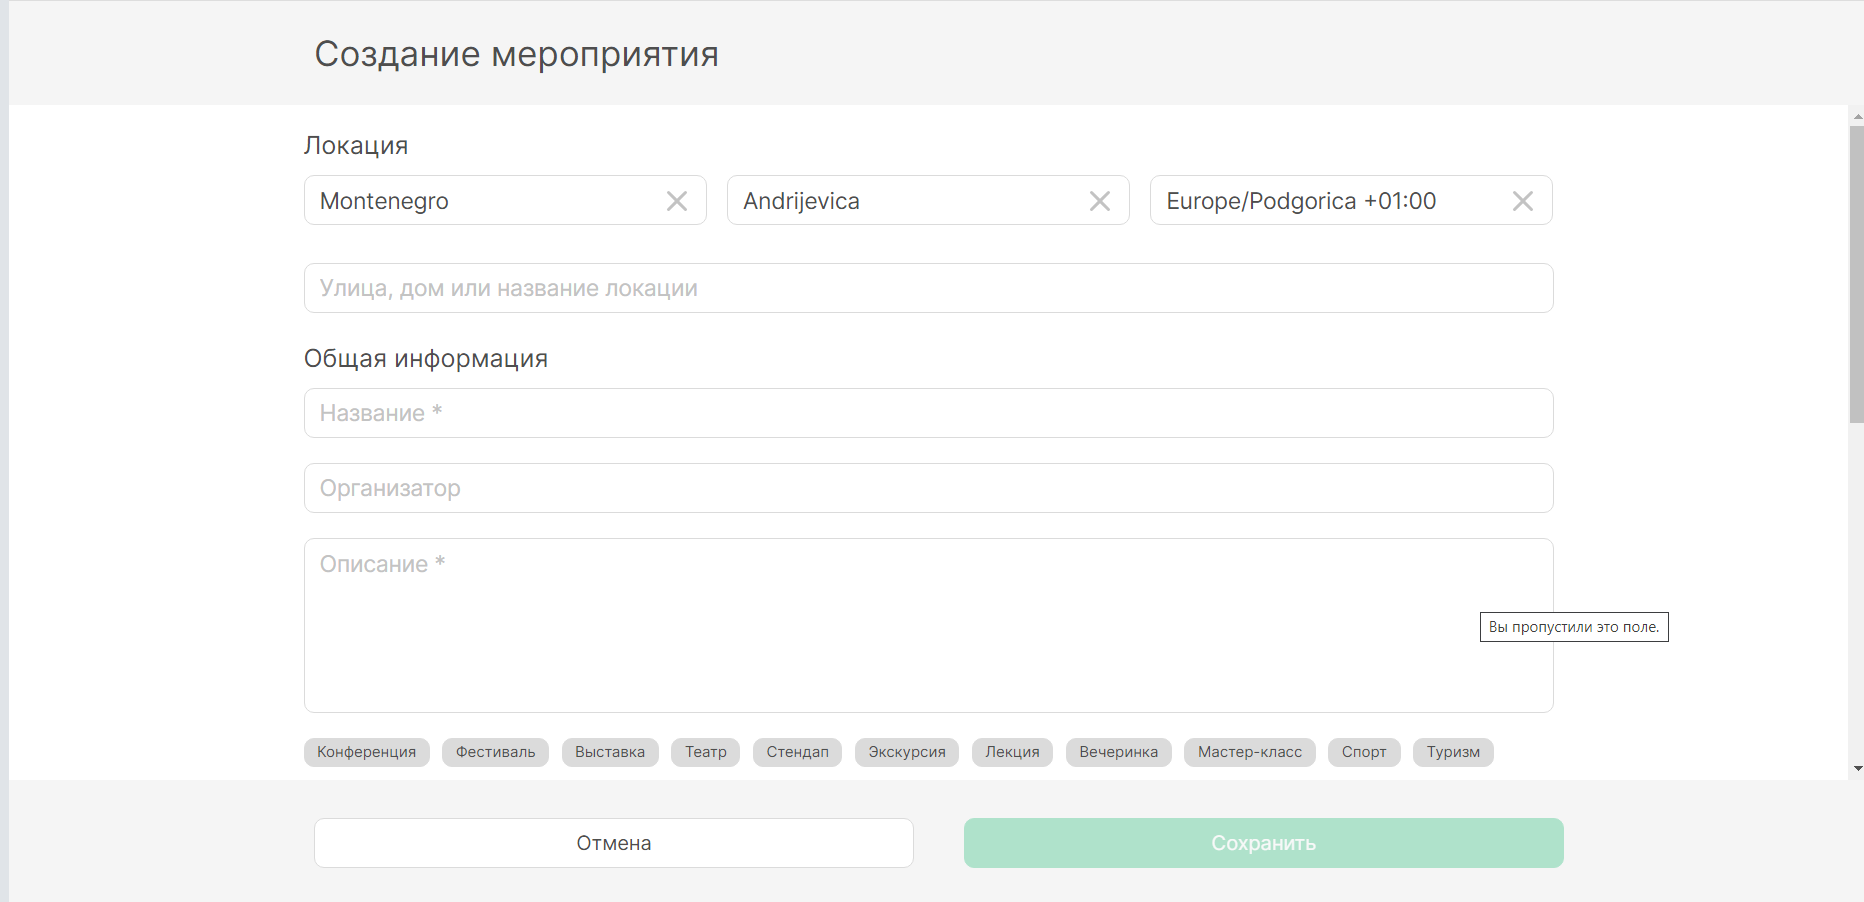 Создание мероприятия
Локация
Montenegro
Andrijevica
Europe/Podgorica +01:00
Улица, дом или название локации
Общая информация
Название *
Организатор
Описание *
Вы пропустили это поле.
Конференция Фестиваль Выставка Театр Стендап Экскурсия Лекция Вечеринка Мастер-класс Спорт Туризм
Отмена
Сохранить